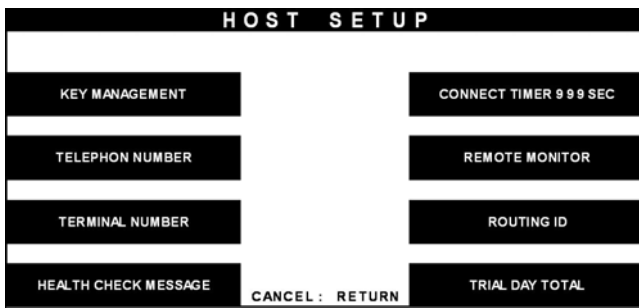 HOST SETUP
KEY MANAGEMENT
CONNECT TIMER 999 SEC
TELEPHON NUMBER
REMOTE MONITOR
TERMINAL NUMBER
ROUTING ID
HEALTH CHECK MESSAGE
CANCEL: RETURN
TRIAL DAY TOTAL